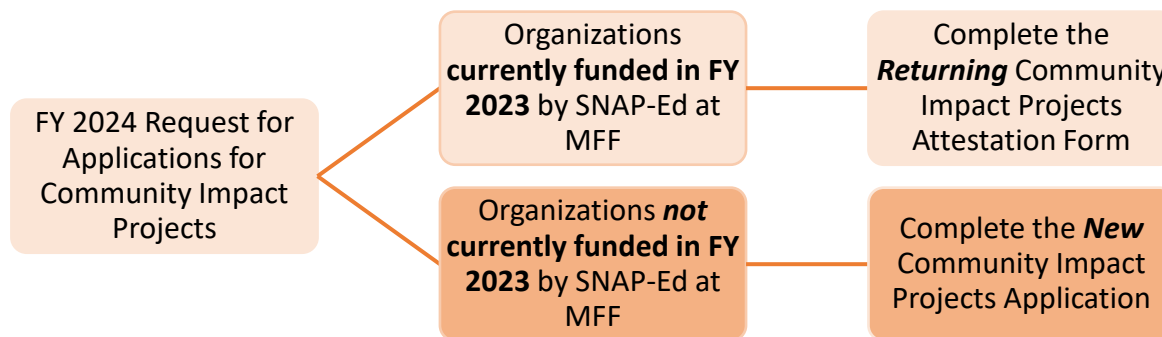 FY 2024 Request for
Applications for
Community Impact
Projects
Organizations
currently funded in FY
2023 by SNAP-Ed at
MFF
Complete the
Returning Community
Impact Projects
Attestation Form
Organizations not
currently funded in FY
2023 by SNAP-Ed at
MFF
Complete the New
Community Impact
Projects Application